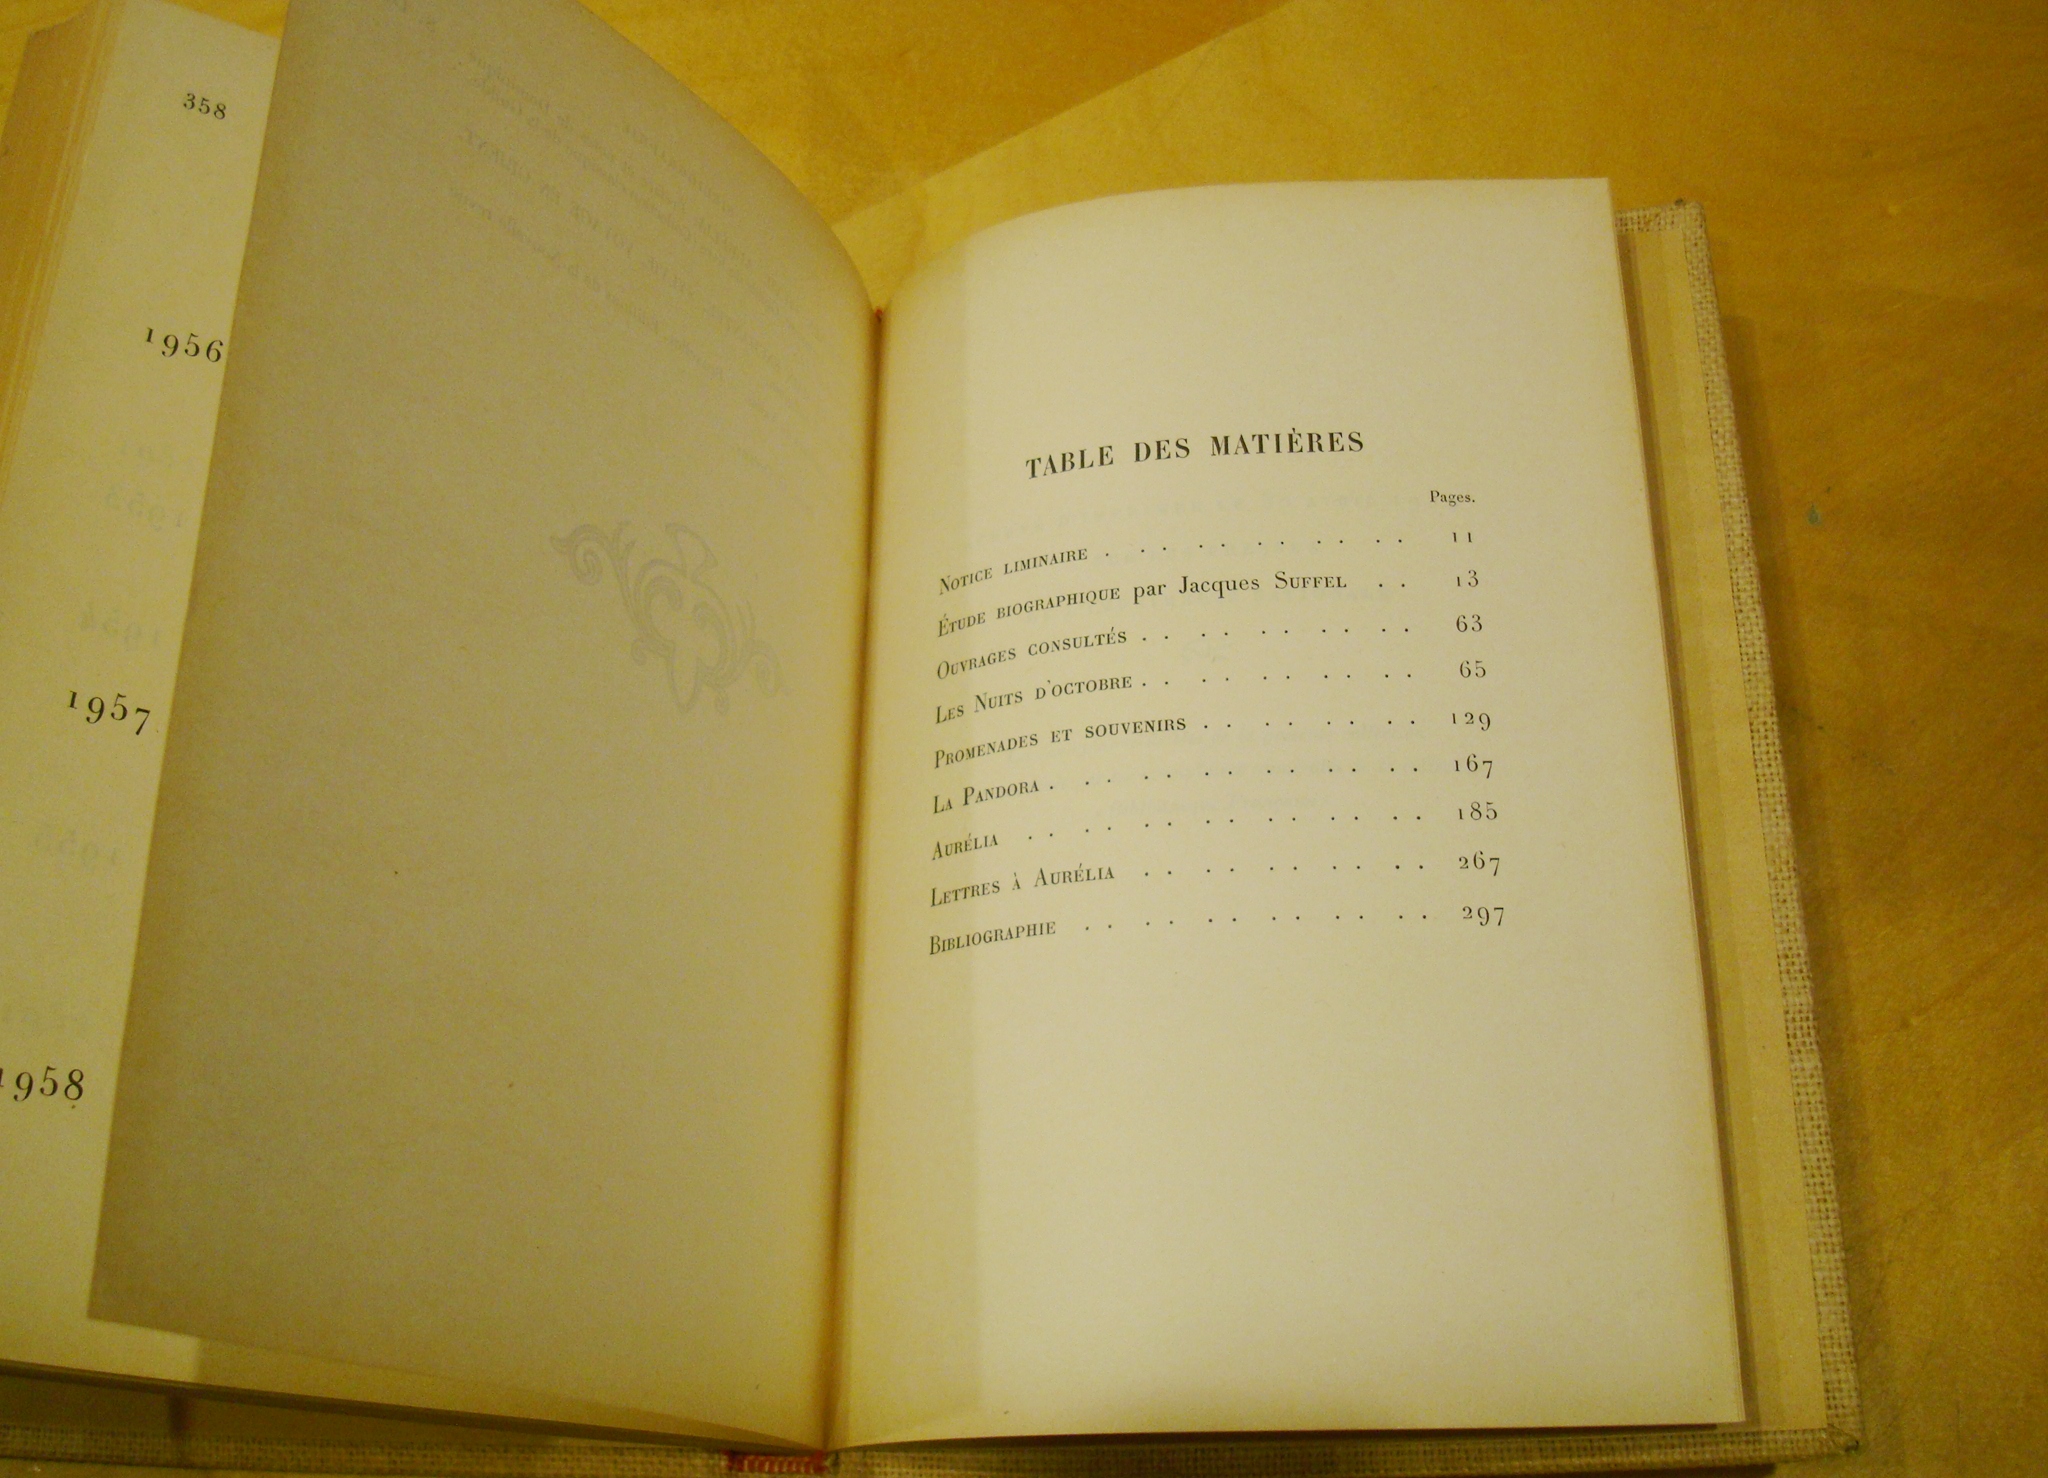 358
1956
1957
1958
TABLE DES MATIÈRES
Pages.
NOTICE LIMINAIRE . . . . . . . . . . 11
ÉTUDE BIOGRAPHIQUE par Jacques SUFFEL . . 13
OUVRAGES CONSULTÉS . . . . . . . . . . 63
LES NUITS D'OCTOBRE . . . . . . . . . . 65
PROMENADES ET SOUVENIRS . . . . . . . . 129
LA PANDORA . . . . . . . . . . . . 167
AURÉLIA . . . . . . . . . . . . . 185
LETTRES À AURÉLIA . . . . . . . . . . 267
BIBLIOGRAPHIE . . . . . . . . . . . . 297